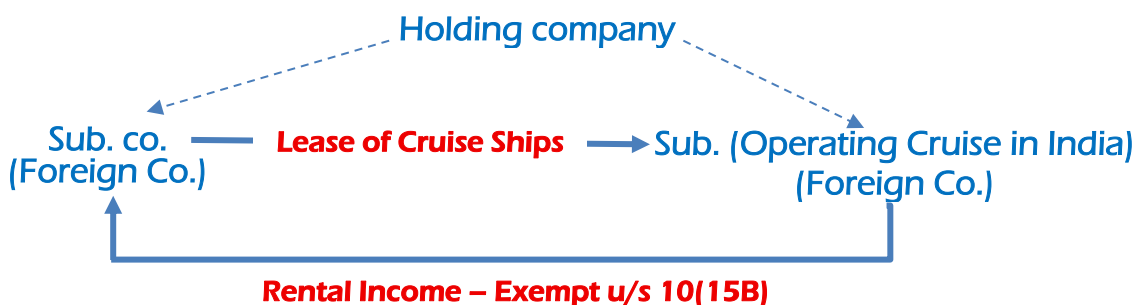 Holding company
Sub. co.
(Foreign Co.)
Lease of Cruise Ships
Sub. (Operating Cruise in India)
(Foreign Co.)
Rental Income – Exempt u/s 10(15B)